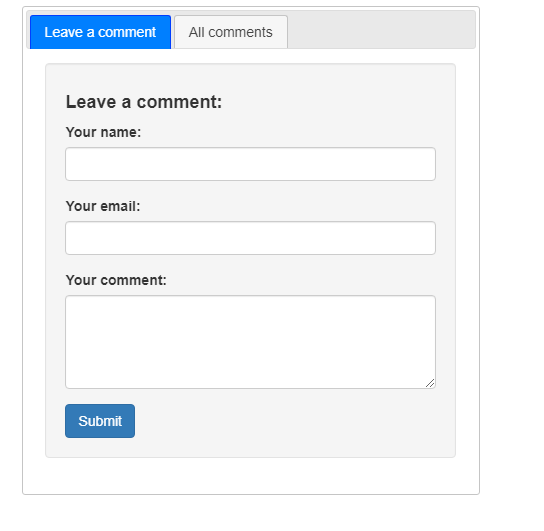 Leave a comment All comments
Leave a comment:
Your name:
Your email:
Your comment:
Submit